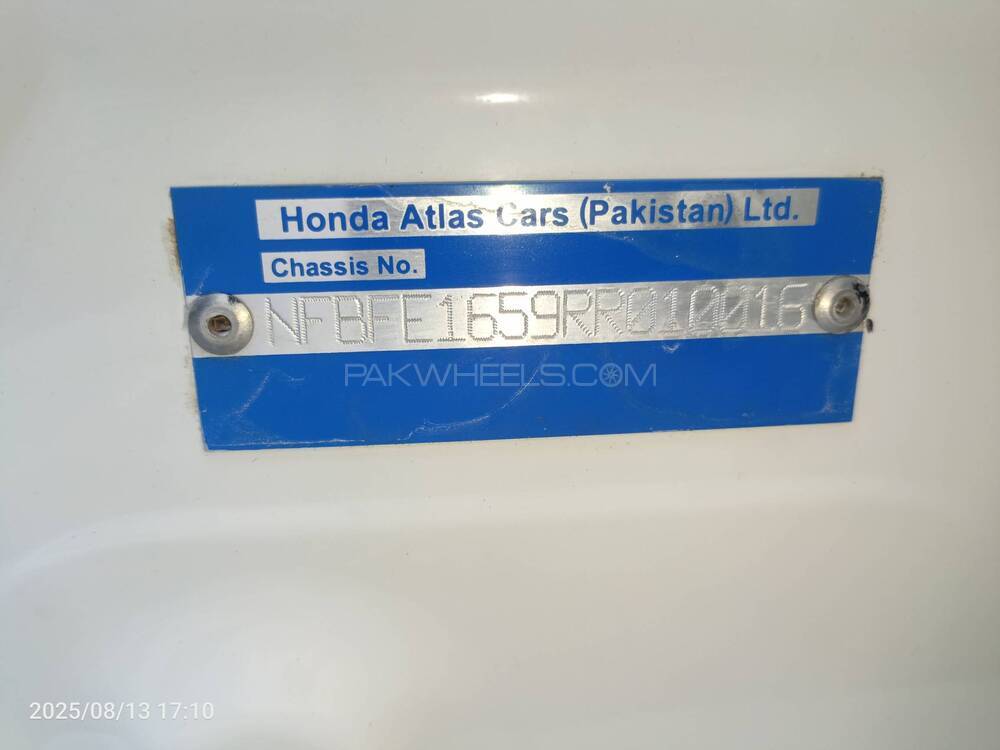 Honda Atlas Cars (Pakistan) Ltd.
Chassis No.
NFBFE1659RR010016
PAKWHEELS.COM
2025/08/13 17:10